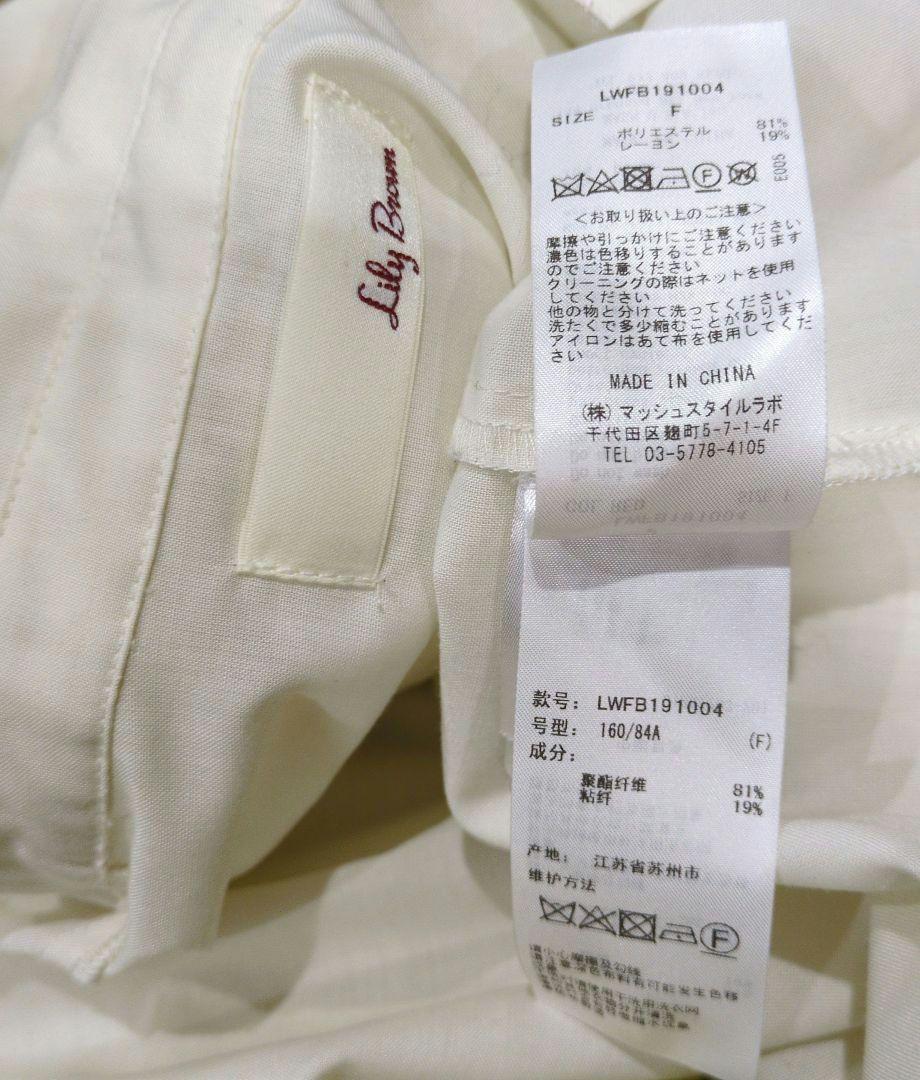 Lily Brown
LWFB191004
SIZE F
ポリエステル 81%
レーヨン 19%
E005
＜お取り扱い上のご注意＞
摩擦や引っかけにご注意ください
濃色は色移りすることがあります
のでご注意ください
クリーニングの際はネットを使用
してください
他の物と分けて洗ってください
洗たくで多少縮むことがあります
アイロンはあて布を使用してくだ
さい
MADE IN CHINA
(株)マッシュスタイルラボ
千代田区麹町5-7-1-4F
TEL 03-5778-4105
款号: LWFB191004
号型: 160/84A (F)
成分:
聚酯纤维 81%
粘纤 19%
产地: 江苏省苏州市
维护方法